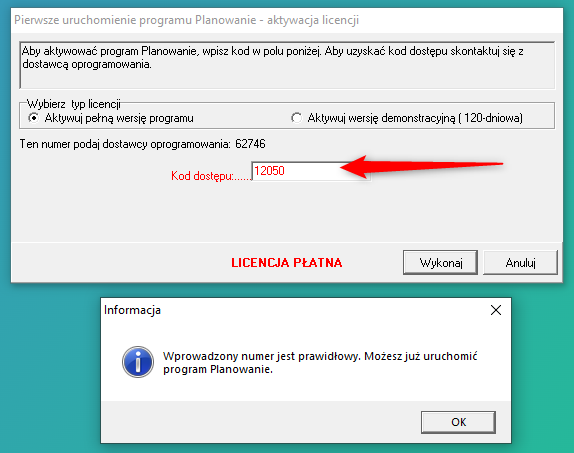 Pierwsze uruchomienie programu Planowanie - aktywacja licencji
Aby aktywować program Planowanie, wpisz kod w polu poniżej. Aby uzyskać kod dostępu skontaktuj się z
dostawcą oprogramowania.
Wybierz typ licencji
Aktywuj pełną wersję programu
Aktywuj wersję demonstracyjną ( 120-dniowa)
Ten numer podaj dostawcy oprogramowania: 62746
Kod dostępu:.....
12050
LICENCJA PŁATNA
Wykonaj
Anuluj
Informacja
Wprowadzony numer jest prawidłowy. Możesz już uruchomić
program Planowanie.
OK